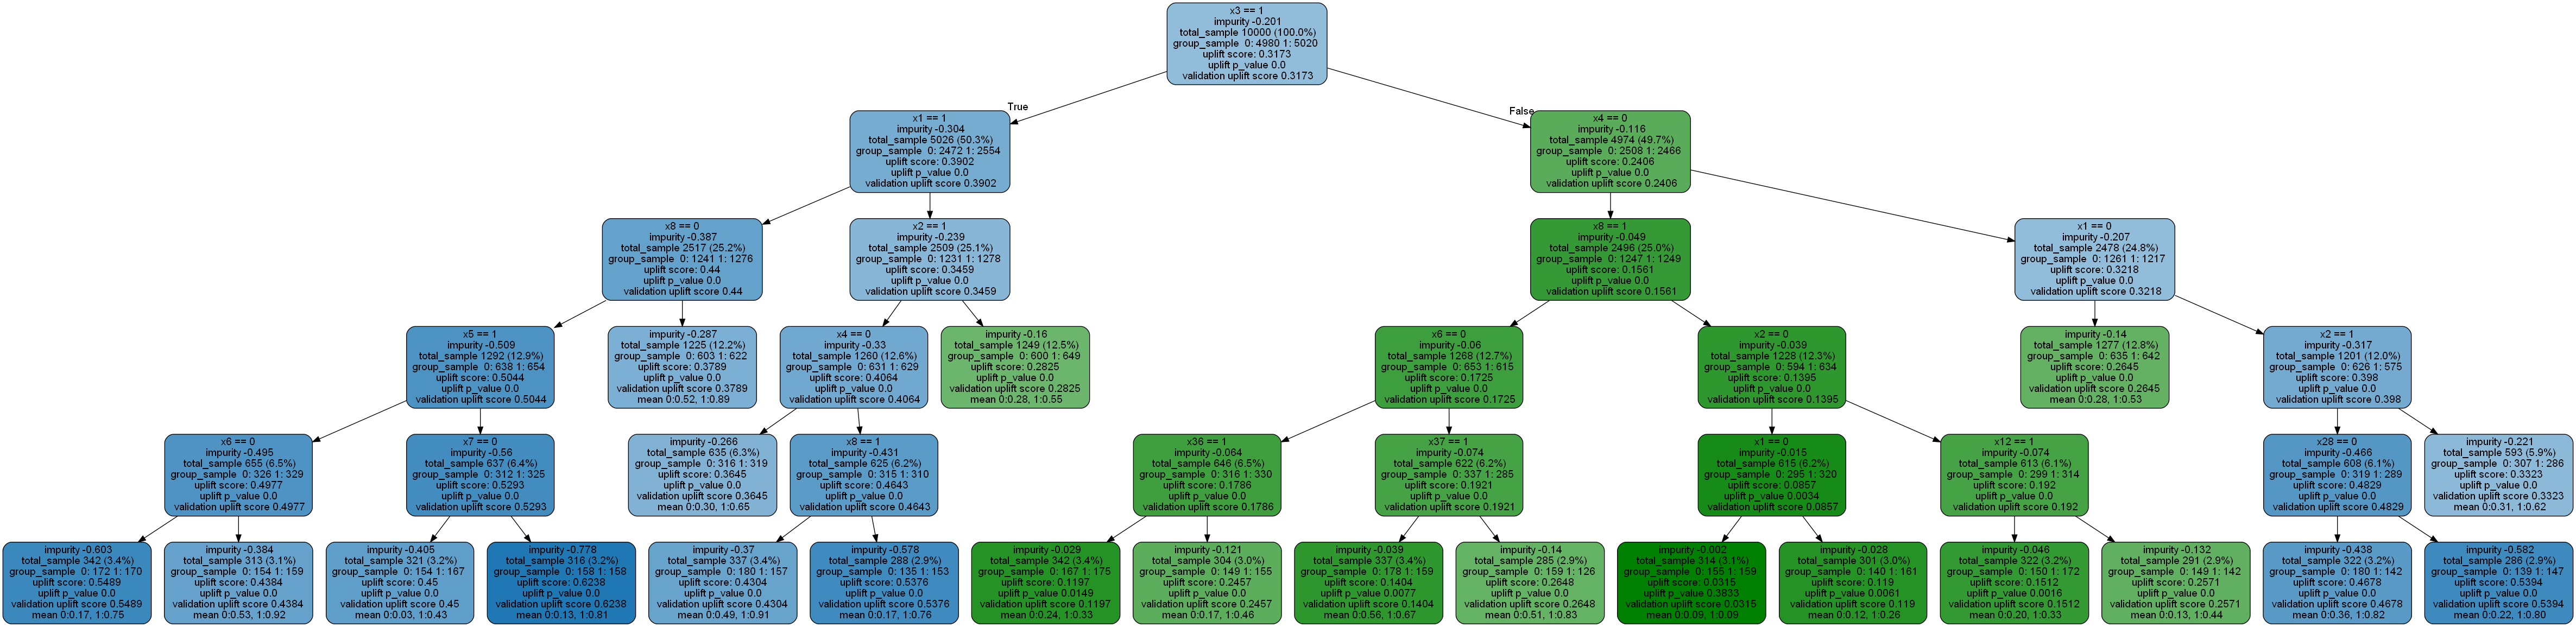 x3 == 1
impurity -0.201
total_sample 10000 (100.0%)
group_sample 0: 4980 1: 5020
uplift score: 0.3173
uplift p_value 0.0
validation uplift score 0.3173
True
False
x1 == 1
impurity -0.304
total_sample 5026 (50.3%)
group_sample 0: 2472 1: 2554
uplift score: 0.3902
uplift p_value 0.0
validation uplift score 0.3902
x4 == 0
impurity -0.116
total_sample 4974 (49.7%)
group_sample 0: 2508 1: 2466
uplift score: 0.2406
uplift p_value 0.0
validation uplift score 0.2406
x8 == 0
impurity -0.387
total_sample 2517 (25.2%)
group_sample 0: 1241 1: 1276
uplift score: 0.44
uplift p_value 0.0
validation uplift score 0.44
x2 == 1
impurity -0.239
total_sample 2509 (25.1%)
group_sample 0: 1231 1: 1278
uplift score: 0.3459
uplift p_value 0.0
validation uplift score 0.3459
x8 == 1
impurity -0.049
total_sample 2496 (25.0%)
group_sample 0: 1247 1: 1249
uplift score: 0.1561
uplift p_value 0.0
validation uplift score 0.1561
x1 == 0
impurity -0.207
total_sample 2478 (24.8%)
group_sample 0: 1261 1: 1217
uplift score: 0.3218
uplift p_value 0.0
validation uplift score 0.3218
x5 == 1
impurity -0.509
total_sample 1292 (12.9%)
group_sample 0: 638 1: 654
uplift score: 0.5044
uplift p_value 0.0
validation uplift score 0.5044
impurity -0.287
total_sample 1225 (12.2%)
group_sample 0: 603 1: 622
uplift score: 0.3789
uplift p_value 0.0
validation uplift score 0.3789
mean 0:0.52, 1:0.89
x4 == 0
impurity -0.33
total_sample 1260 (12.6%)
group_sample 0: 631 1: 629
uplift score: 0.4064
uplift p_value 0.0
validation uplift score 0.4064
impurity -0.16
total_sample 1249 (12.5%)
group_sample 0: 600 1: 649
uplift score: 0.2825
uplift p_value 0.0
validation uplift score 0.2825
mean 0:0.28, 1:0.55
x6 == 0
impurity -0.06
total_sample 1268 (12.7%)
group_sample 0: 653 1: 615
uplift score: 0.1725
uplift p_value 0.0
validation uplift score 0.1725
x2 == 0
impurity -0.039
total_sample 1228 (12.3%)
group_sample 0: 594 1: 634
uplift score: 0.1395
uplift p_value 0.0
validation uplift score 0.1395
impurity -0.14
total_sample 1277 (12.8%)
group_sample 0: 635 1: 642
uplift score: 0.2645
uplift p_value 0.0
validation uplift score 0.2645
mean 0:0.28, 1:0.53
x2 == 1
impurity -0.317
total_sample 1201 (12.0%)
group_sample 0: 626 1: 575
uplift score: 0.398
uplift p_value 0.0
validation uplift score 0.398
x6 == 0
impurity -0.495
total_sample 655 (6.5%)
group_sample 0: 326 1: 329
uplift score: 0.4977
uplift p_value 0.0
validation uplift score 0.4977
x7 == 0
impurity -0.56
total_sample 637 (6.4%)
group_sample 0: 312 1: 325
uplift score: 0.5293
uplift p_value 0.0
validation uplift score 0.5293
impurity -0.266
total_sample 635 (6.3%)
group_sample 0: 316 1: 319
uplift score: 0.3645
uplift p_value 0.0
validation uplift score 0.3645
mean 0:0.30, 1:0.65
x8 == 1
impurity -0.431
total_sample 625 (6.2%)
group_sample 0: 315 1: 310
uplift score: 0.4643
uplift p_value 0.0
validation uplift score 0.4643
x36 == 1
impurity -0.064
total_sample 646 (6.5%)
group_sample 0: 316 1: 330
uplift score: 0.1786
uplift p_value 0.0
validation uplift score 0.1786
x37 == 1
impurity -0.074
total_sample 622 (6.2%)
group_sample 0: 337 1: 285
uplift score: 0.1921
uplift p_value 0.0
validation uplift score 0.1921
x1 == 0
impurity -0.015
total_sample 615 (6.2%)
group_sample 0: 295 1: 320
uplift score: 0.0857
uplift p_value 0.0034
validation uplift score 0.0857
x12 == 1
impurity -0.074
total_sample 613 (6.1%)
group_sample 0: 299 1: 314
uplift score: 0.192
uplift p_value 0.0
validation uplift score 0.192
x28 == 0
impurity -0.466
total_sample 608 (6.1%)
group_sample 0: 319 1: 289
uplift score: 0.4829
uplift p_value 0.0
validation uplift score 0.4829
impurity -0.221
total_sample 593 (5.9%)
group_sample 0: 307 1: 286
uplift score: 0.3323
uplift p_value 0.0
validation uplift score 0.3323
mean 0:0.31, 1:0.62
impurity -0.603
total_sample 342 (3.4%)
group_sample 0: 172 1: 170
uplift score: 0.5489
uplift p_value 0.0
validation uplift score 0.5489
mean 0:0.17, 1:0.75
impurity -0.384
total_sample 313 (3.1%)
group_sample 0: 154 1: 159
uplift score: 0.4384
uplift p_value 0.0
validation uplift score 0.4384
mean 0:0.53, 1:0.92
impurity -0.405
total_sample 321 (3.2%)
group_sample 0: 154 1: 167
uplift score: 0.45
uplift p_value 0.0
validation uplift score 0.45
mean 0:0.03, 1:0.43
impurity -0.778
total_sample 316 (3.2%)
group_sample 0: 158 1: 158
uplift score: 0.6238
uplift p_value 0.0
validation uplift score 0.6238
mean 0:0.13, 1:0.81
impurity -0.37
total_sample 337 (3.4%)
group_sample 0: 180 1: 157
uplift score: 0.4304
uplift p_value 0.0
validation uplift score 0.4304
mean 0:0.49, 1:0.91
impurity -0.578
total_sample 288 (2.9%)
group_sample 0: 135 1: 153
uplift score: 0.5376
uplift p_value 0.0
validation uplift score 0.5376
mean 0:0.17, 1:0.76
impurity -0.029
total_sample 342 (3.4%)
group_sample 0: 167 1: 175
uplift score: 0.1197
uplift p_value 0.0149
validation uplift score 0.1197
mean 0:0.24, 1:0.33
impurity -0.121
total_sample 304 (3.0%)
group_sample 0: 149 1: 155
uplift score: 0.2457
uplift p_value 0.0
validation uplift score 0.2457
mean 0:0.17, 1:0.46
impurity -0.039
total_sample 337 (3.4%)
group_sample 0: 178 1: 159
uplift score: 0.1404
uplift p_value 0.0077
validation uplift score 0.1404
mean 0:0.56, 1:0.67
impurity -0.14
total_sample 285 (2.9%)
group_sample 0: 159 1: 126
uplift score: 0.2648
uplift p_value 0.0
validation uplift score 0.2648
mean 0:0.51, 1:0.83
impurity -0.002
total_sample 314 (3.1%)
group_sample 0: 155 1: 159
uplift score: 0.0315
uplift p_value 0.3833
validation uplift score 0.0315
mean 0:0.09, 1:0.09
impurity -0.028
total_sample 301 (3.0%)
group_sample 0: 140 1: 161
uplift score: 0.119
uplift p_value 0.0061
validation uplift score 0.119
mean 0:0.12, 1:0.26
impurity -0.046
total_sample 322 (3.2%)
group_sample 0: 150 1: 172
uplift score: 0.1512
uplift p_value 0.0016
validation uplift score 0.1512
mean 0:0.20, 1:0.33
impurity -0.132
total_sample 291 (2.9%)
group_sample 0: 149 1: 142
uplift score: 0.2571
uplift p_value 0.0
validation uplift score 0.2571
mean 0:0.13, 1:0.44
impurity -0.438
total_sample 322 (3.2%)
group_sample 0: 180 1: 142
uplift score: 0.4678
uplift p_value 0.0
validation uplift score 0.4678
mean 0:0.36, 1:0.82
impurity -0.582
total_sample 286 (2.9%)
group_sample 0: 139 1: 147
uplift score: 0.5394
uplift p_value 0.0
validation uplift score 0.5394
mean 0:0.22, 1:0.80